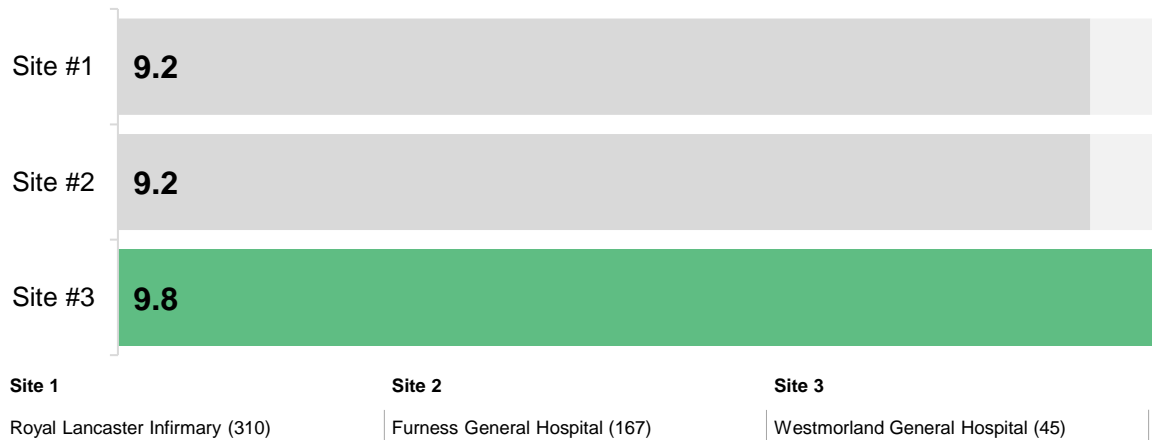 Site #1 9.2
Site #2 9.2
Site #3 9.8
Site 1 Site 2 Site 3
Royal Lancaster Infirmary (310) Furness General Hospital (167) Westmorland General Hospital (45)